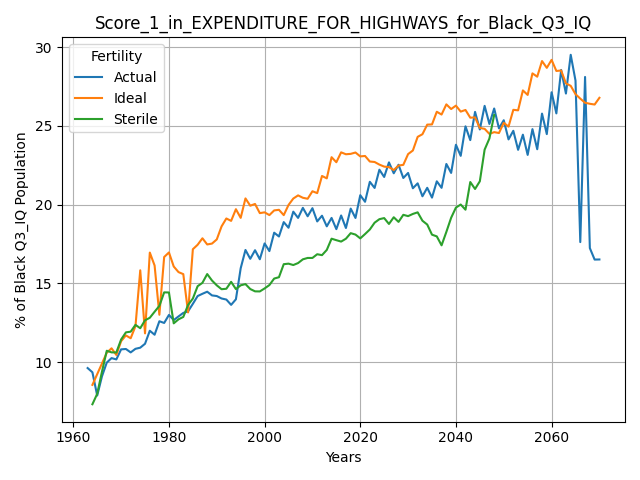 Score_1_in_EXPENDITURE_FOR_HIGHWAYS_for_Black_Q3_IQ
Fertility
Actual
Ideal
Sterile
% of Black Q3_IQ Population
30
25
20
15
10
1960
1980
2000
2020
2040
2060
Years